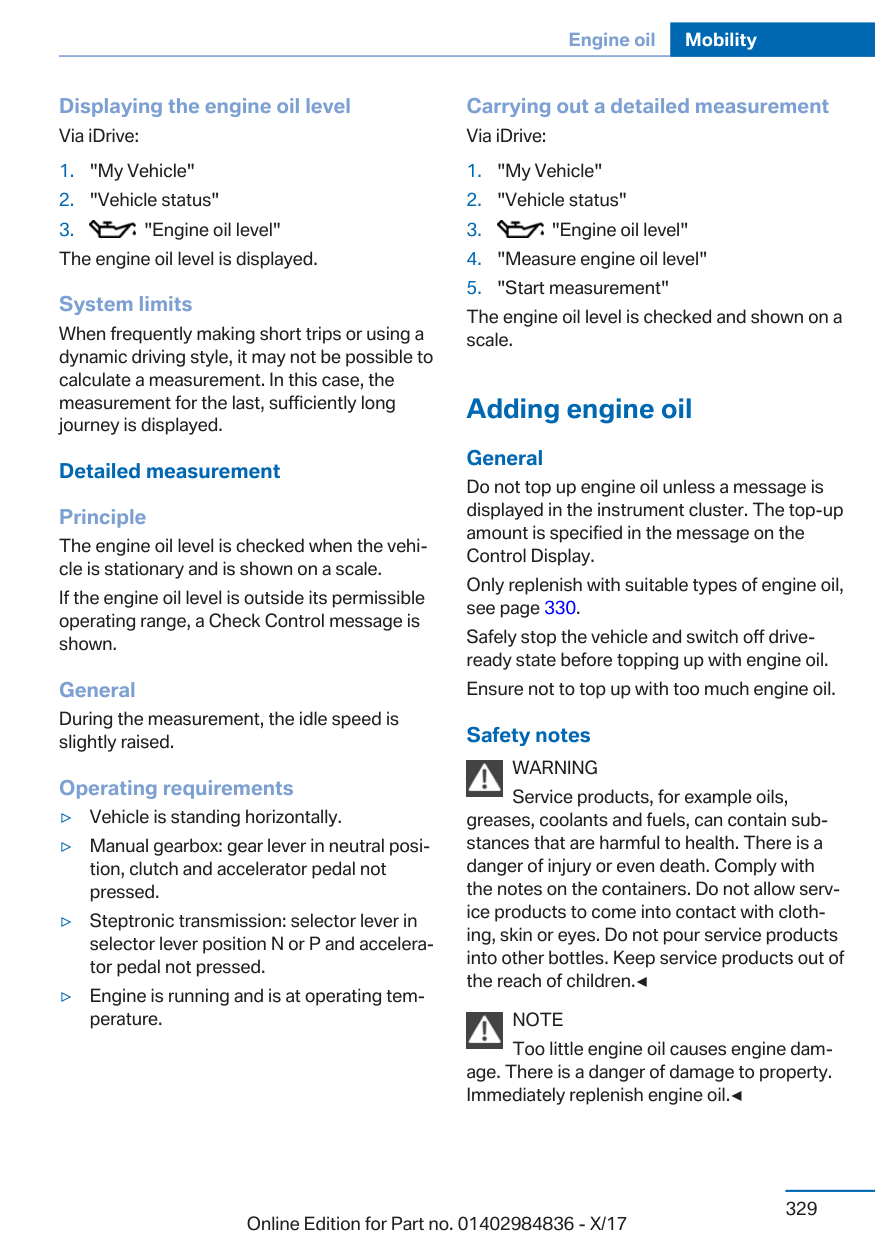 Engine oil Mobility
Displaying the engine oil level
Via iDrive:
1. "My Vehicle"
2. "Vehicle status"
3. "Engine oil level"
The engine oil level is displayed.
System limits
When frequently making short trips or using a
dynamic driving style, it may not be possible to
calculate a measurement. In this case, the
measurement for the last, sufficiently long
journey is displayed.
Detailed measurement
Principle
The engine oil level is checked when the vehi-
cle is stationary and is shown on a scale.
If the engine oil level is outside its permissible
operating range, a Check Control message is
shown.
General
During the measurement, the idle speed is
slightly raised.
Operating requirements
▷ Vehicle is standing horizontally.
▷ Manual gearbox: gear lever in neutral posi-
tion, clutch and accelerator pedal not
pressed.
▷ Steptronic transmission: selector lever in
selector lever position N or P and accelera-
tor pedal not pressed.
▷ Engine is running and is at operating tem-
perature.
Carrying out a detailed measurement
Via iDrive:
1. "My Vehicle"
2. "Vehicle status"
3. "Engine oil level"
4. "Measure engine oil level"
5. "Start measurement"
The engine oil level is checked and shown on a
scale.
Adding engine oil
General
Do not top up engine oil unless a message is
displayed in the instrument cluster. The top-up
amount is specified in the message on the
Control Display.
Only replenish with suitable types of engine oil,
see page 330.
Safely stop the vehicle and switch off drive-
ready state before topping up with engine oil.
Ensure not to top up with too much engine oil.
Safety notes
WARNING
Service products, for example oils,
greases, coolants and fuels, can contain sub-
stances that are harmful to health. There is a
danger of injury or even death. Comply with
the notes on the containers. Do not allow serv-
ice products to come into contact with cloth-
ing, skin or eyes. Do not pour service products
into other bottles. Keep service products out of
the reach of children.◄
NOTE
Too little engine oil causes engine dam-
age. There is a danger of damage to property.
Immediately replenish engine oil.◄
329
Online Edition for Part no. 01402984836 - X/17